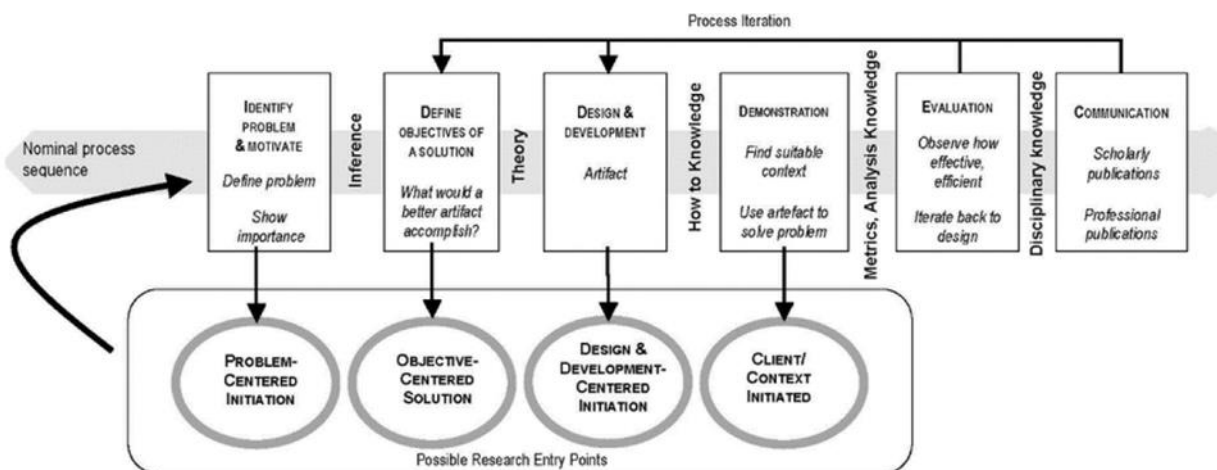 Process Iteration
Nominal process
sequence
IDENTIFY
PROBLEM
& MOTIVATE
Define problem
Show
importance
Inference
DEFINE
OBJECTIVES OF
A SOLUTION
What would a
better artifact
accomplish?
Theory
DESIGN &
DEVELOPMENT
Artifact
How to Knowledge
DEMONSTRATION
Find suitable
context
Use artefact to
solve problem
Metrics, Analysis Knowledge
EVALUATION
Observe how
effective,
efficient
Iterate back to
design
Disciplinary Knowledge
COMMUNICATION
Scholarly
publications
Professional
publications
PROBLEM-
CENTERED
INITIATION
OBJECTIVE-
CENTERED
SOLUTION
DESIGN &
DEVELOPMENT-
CENTERED
INITIATION
CLIENT/
CONTEXT
INITIATED
Possible Research Entry Points